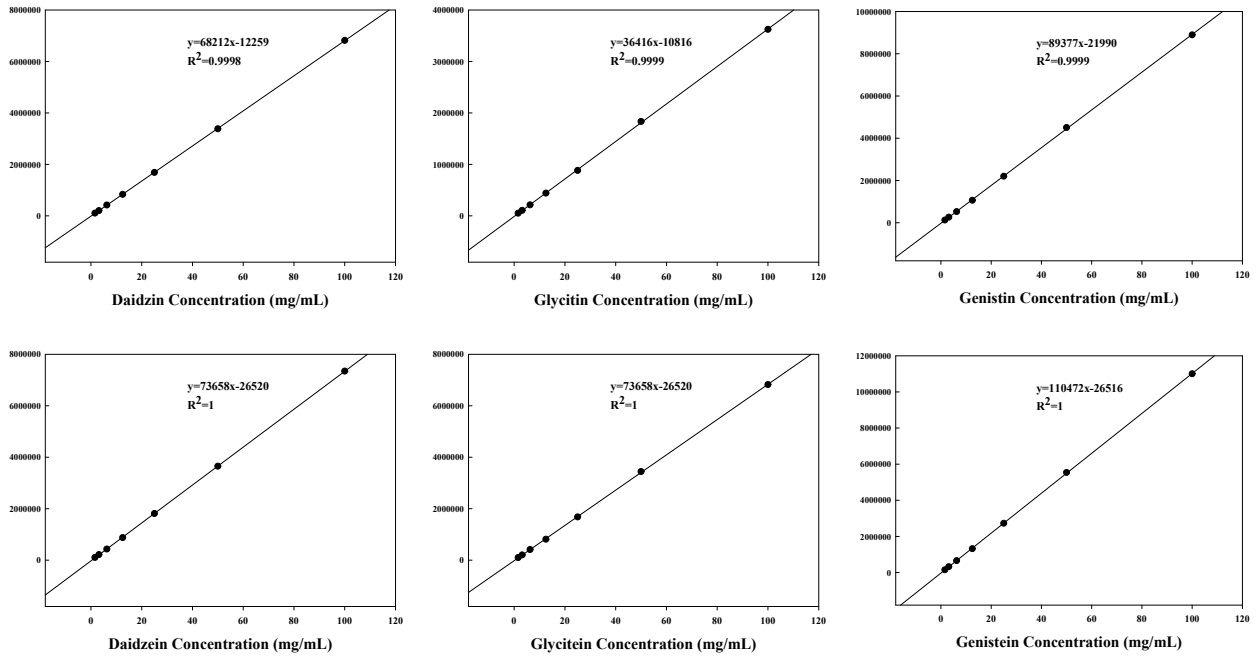 8000000
6000000
4000000
2000000
0
0 20 40 60 80 100 120
y=68212x-12259
R²=0.9998
Daidzin Concentration (mg/mL)
4000000
3000000
2000000
1000000
0
0 20 40 60 80 100 120
y=36416x-10816
R²=0.9999
Glycitin Concentration (mg/mL)
10000000
8000000
6000000
4000000
2000000
0
0 20 40 60 80 100 120
y=89377x-21990
R²=0.9999
Genistin Concentration (mg/mL)
8000000
6000000
4000000
2000000
0
0 20 40 60 80 100 120
y=73658x-26520
R²=1
Daidzein Concentration (mg/mL)
8000000
6000000
4000000
2000000
0
0 20 40 60 80 100 120
y=73658x-26520
R²=1
Glycitein Concentration (mg/mL)
12000000
10000000
8000000
6000000
4000000
2000000
0
0 20 40 60 80 100 120
y=110472x-26516
R²=1
Genistein Concentration (mg/mL)